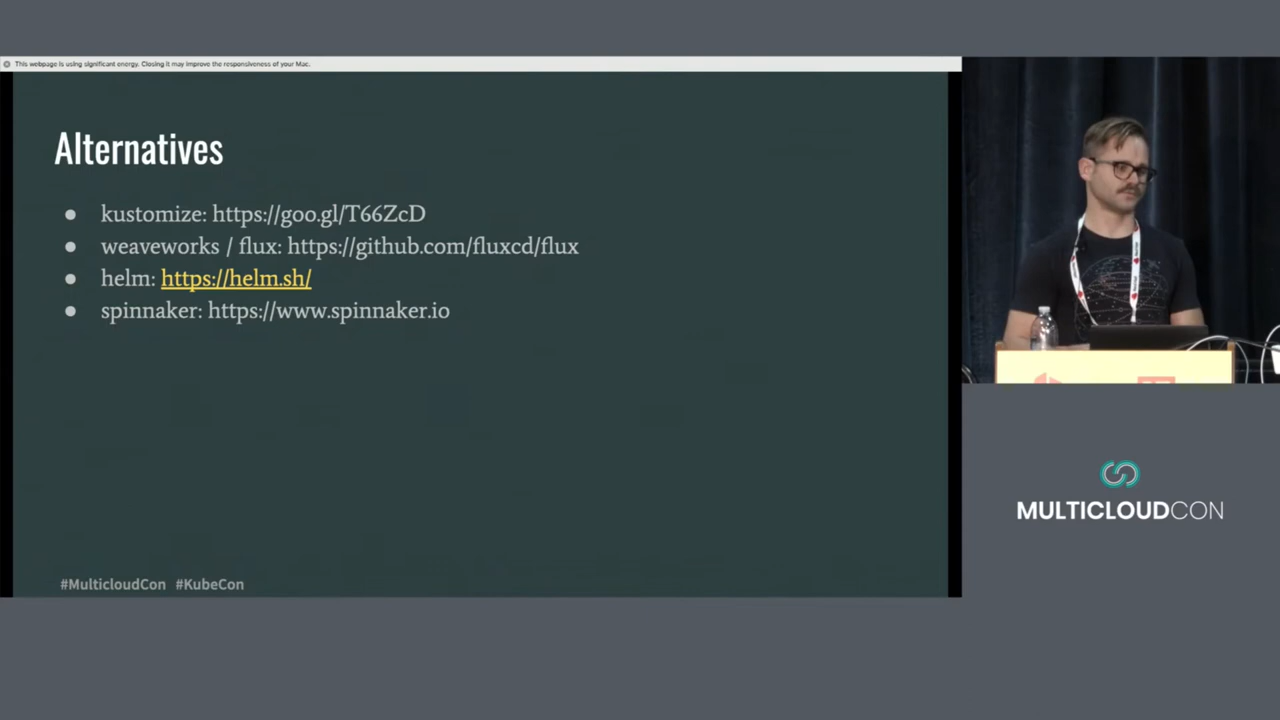 This webpage is using significant energy. Closing it may improve the responsiveness of your Mac.
Alternatives
kustomize: https://goo.gl/T66ZcD
weaveworks / flux: https://github.com/fluxcd/flux
helm: https://helm.sh/
spinnaker: https://www.spinnaker.io
#MulticloudCon #KubeCon
MULTICLOUDCON